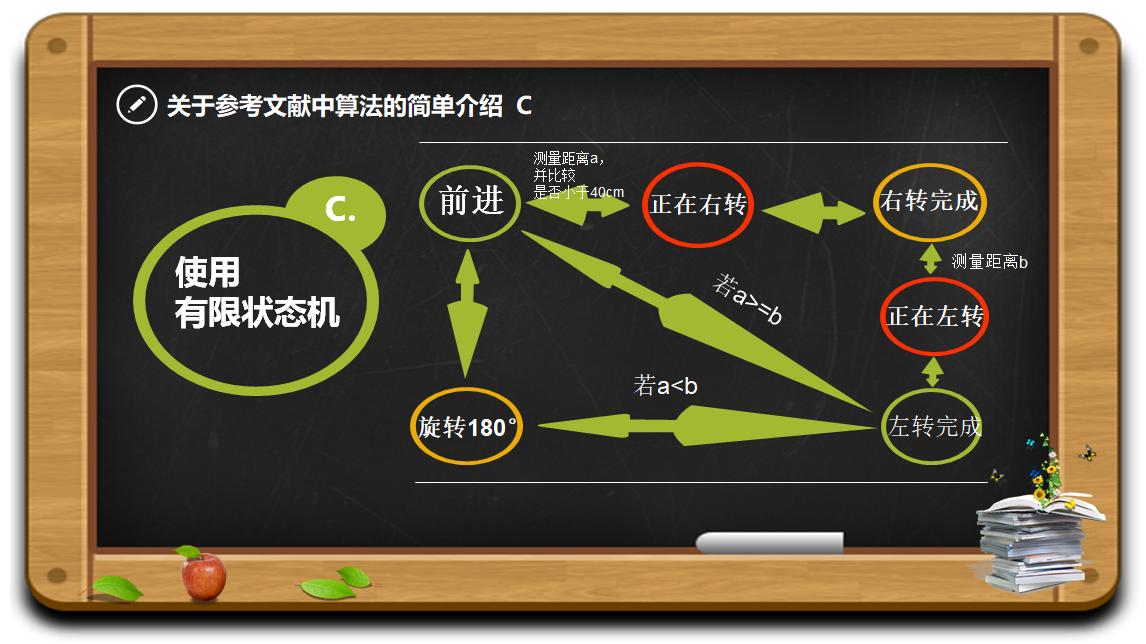 关于参考文献中算法的简单介绍 C
C.
使用
有限状态机
前进
测量距离a，
并比较
是否小于40cm
正在右转
右转完成
测量距离b
正在左转
若a>=b
若a<b
旋转180°
左转完成